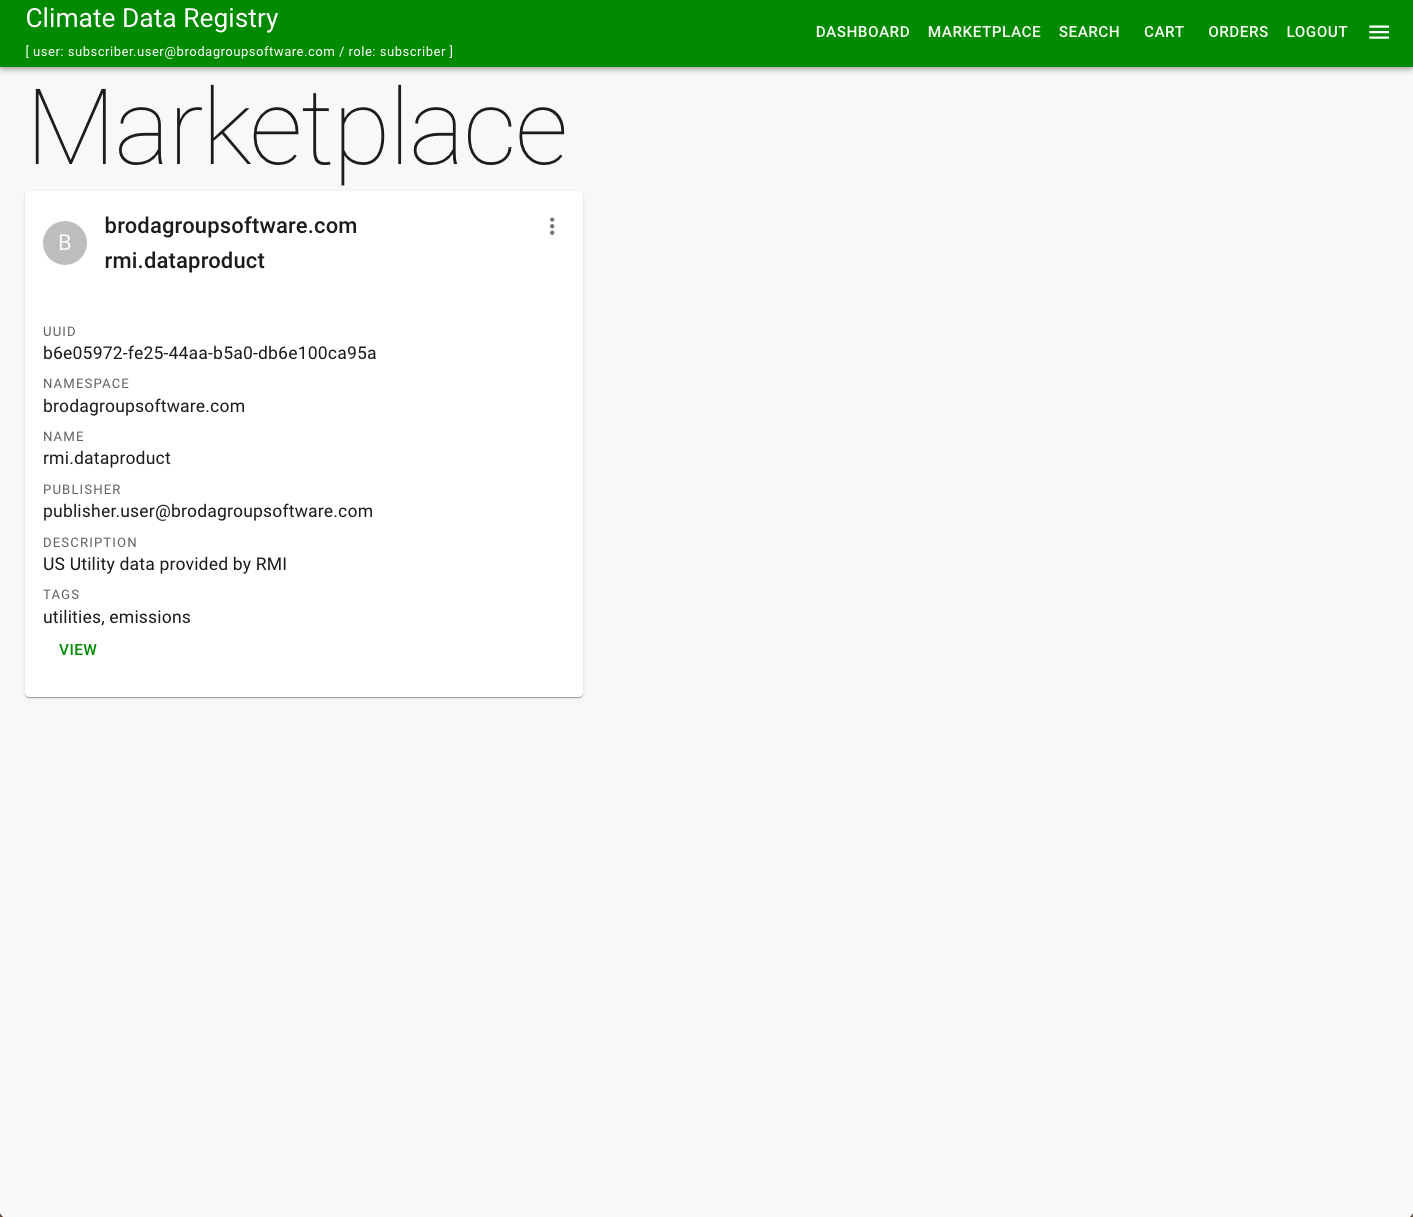 Climate Data Registry
[ user: subscriber.user@brodagroupsoftware.com / role: subscriber ]
DASHBOARD MARKETPLACE SEARCH CART ORDERS LOGOUT
Marketplace
B
brodagroupsoftware.com
rmi.dataproduct
UUID
b6e05972-fe25-44aa-b5a0-db6e100ca95a
NAMESPACE
brodagroupsoftware.com
NAME
rmi.dataproduct
PUBLISHER
publisher.user@brodagroupsoftware.com
DESCRIPTION
US Utility data provided by RMI
TAGS
utilities, emissions
VIEW